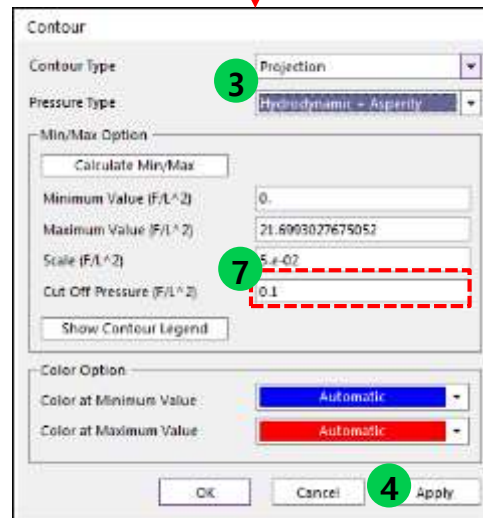 Contour
Contour Type Projection
3
Pressure Type Hydrodynamic + Asperity
Min/Max Option
Calculate Min/Max
Minimum Value (F/L^2) 0.
Maximum Value (F/L^2) 21.6993027675052
Scale (F/L^2) 5.e-02
7
Cut Off Pressure (F/L^2) 0.1
Show Contour Legend
Color Option
Color at Minimum Value Automatic
Color at Maximum Value Automatic
OK Cancel 4 Apply